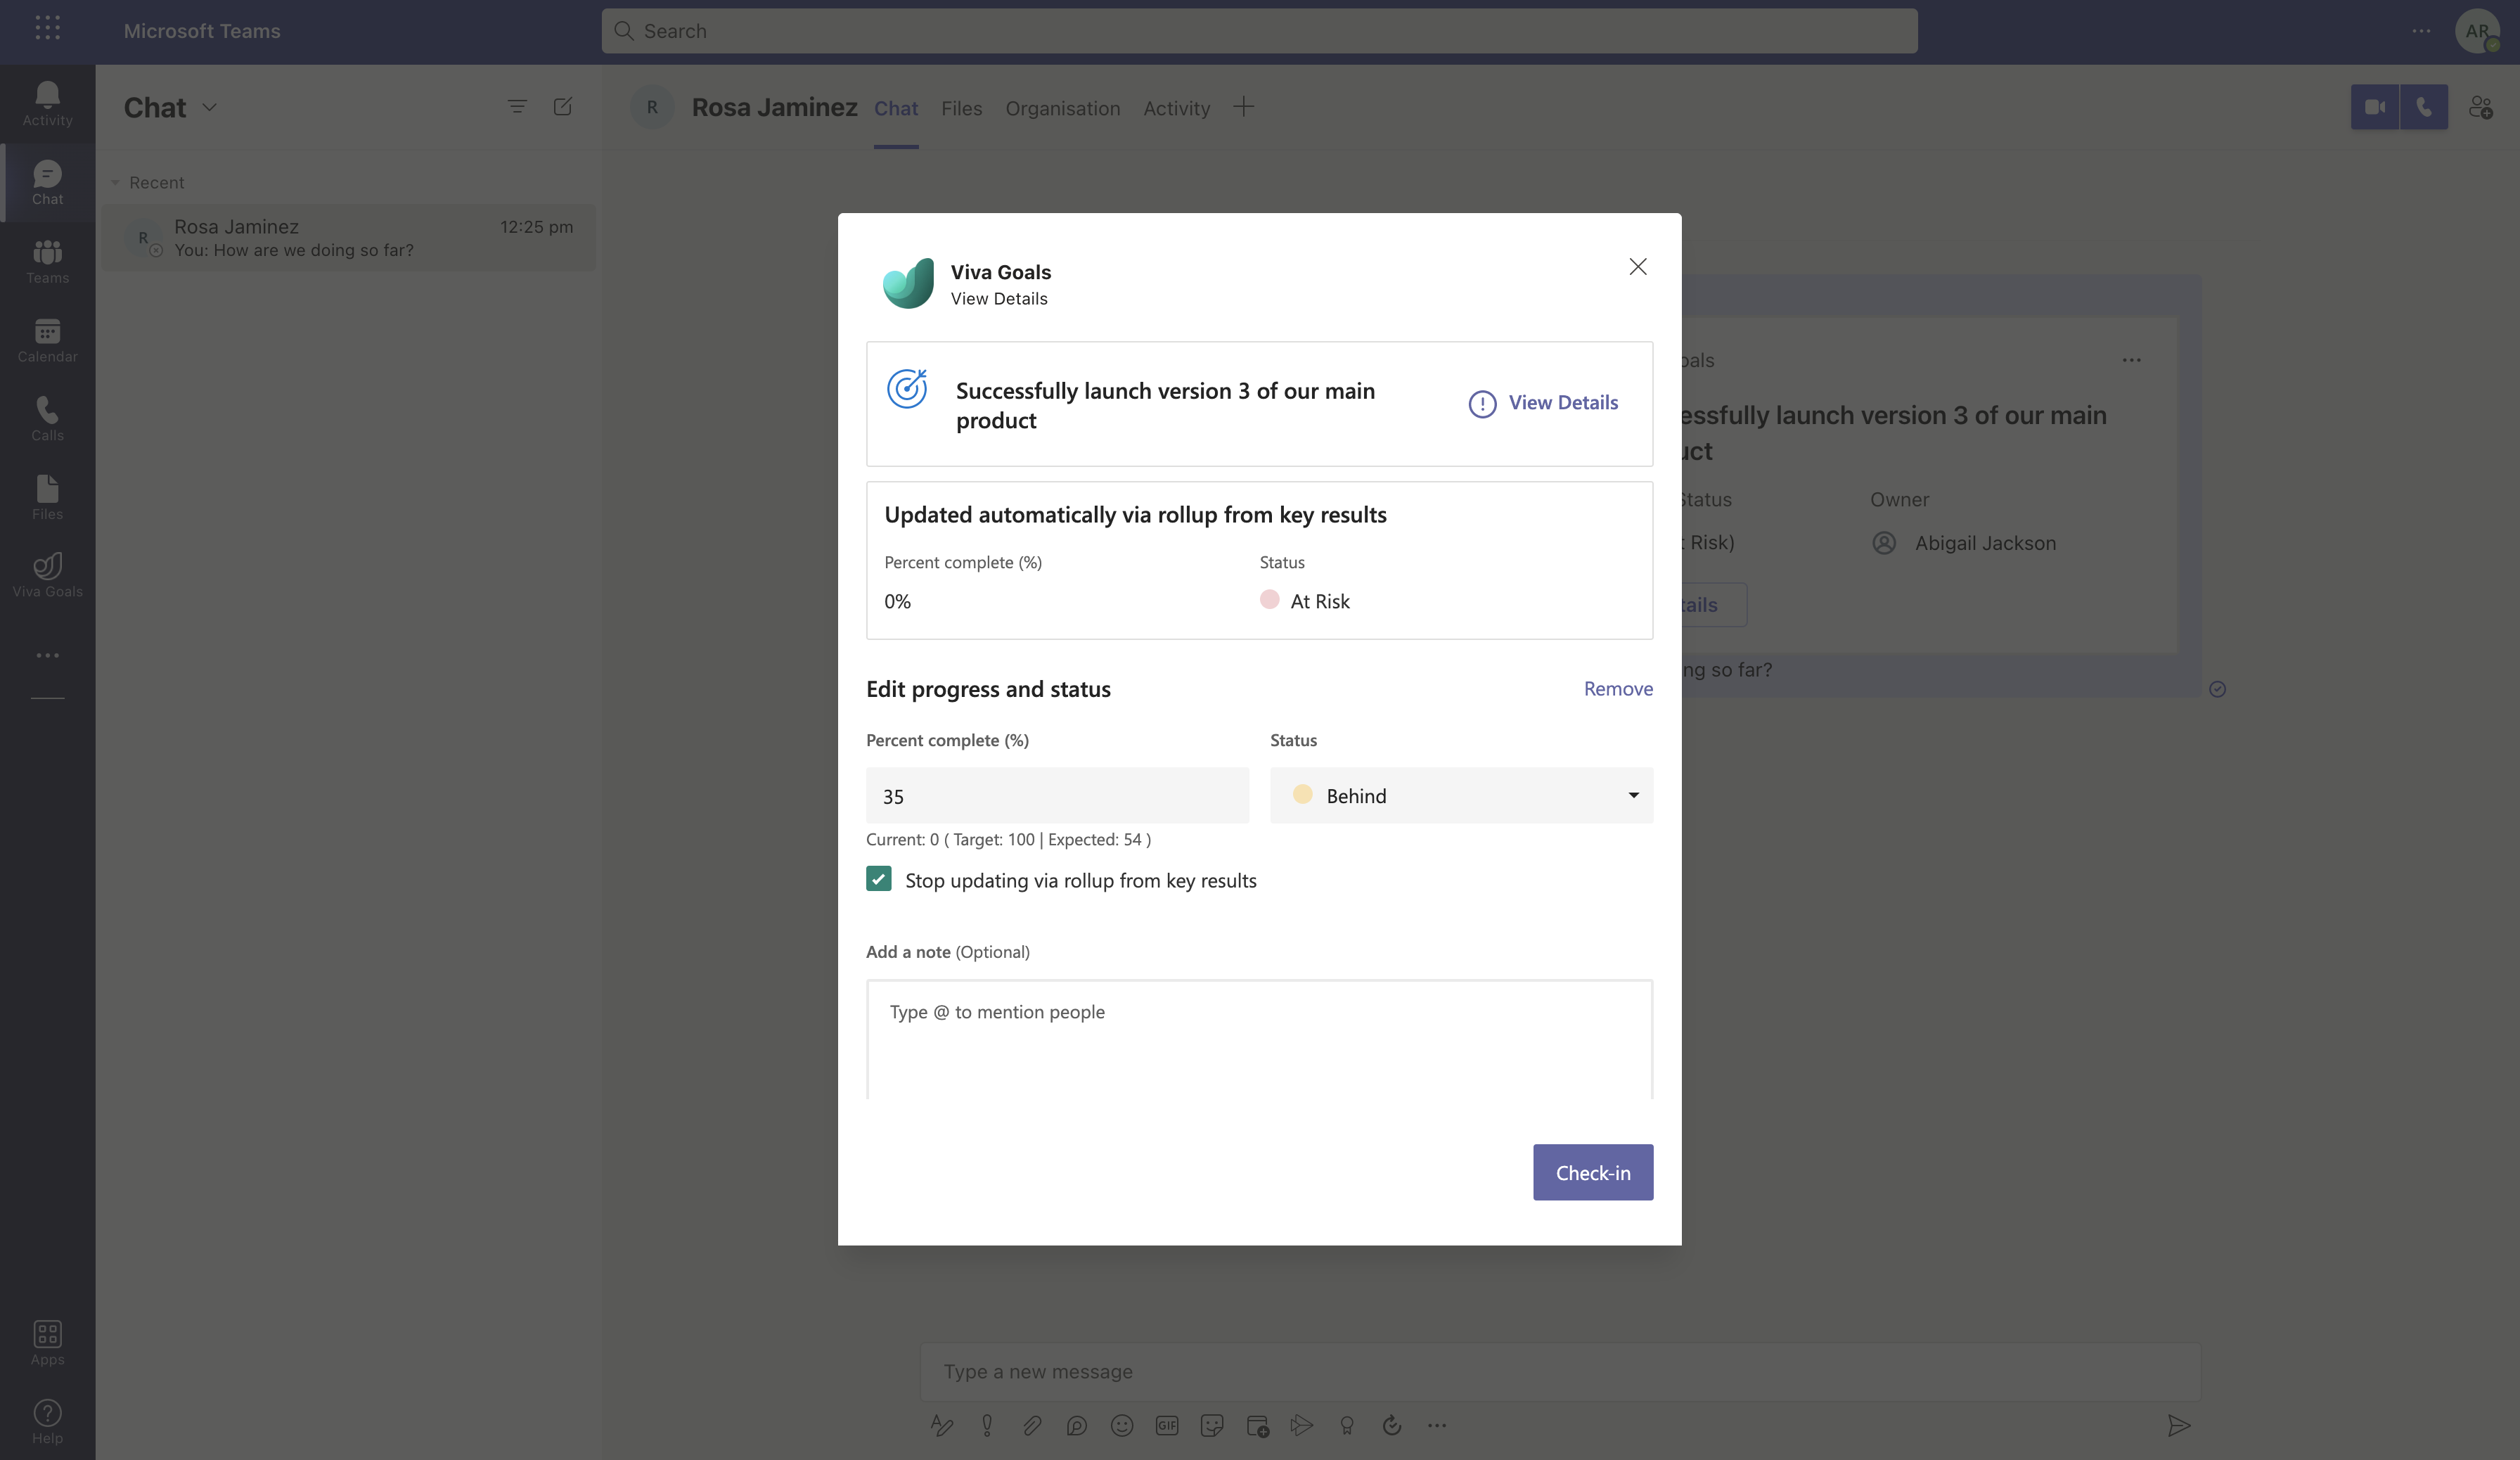 Microsoft Teams
Search
AR
Activity
Chat
Teams
Calendar
Calls
Files
Viva Goals
Apps
Help
Chat
Recent
R
Rosa Jaminez
12:25 pm
You: How are we doing so far?
R
Rosa Jaminez
Chat
Files
Organisation
Activity
Viva Goals
View Details
Successfully launch version 3 of our main
product
View Details
Updated automatically via rollup from key results
Percent complete (%)
Status
0%
At Risk
Edit progress and status
Remove
Percent complete (%)
Status
35
Behind
Current: 0 ( Target: 100 | Expected: 54 )
Stop updating via rollup from key results
Add a note (Optional)
Type @ to mention people
Check-in
oals
essfully launch version 3 of our main
uct
Status
Owner
Risk)
Abigail Jackson
tails
ng so far?
Type a new message
GIF